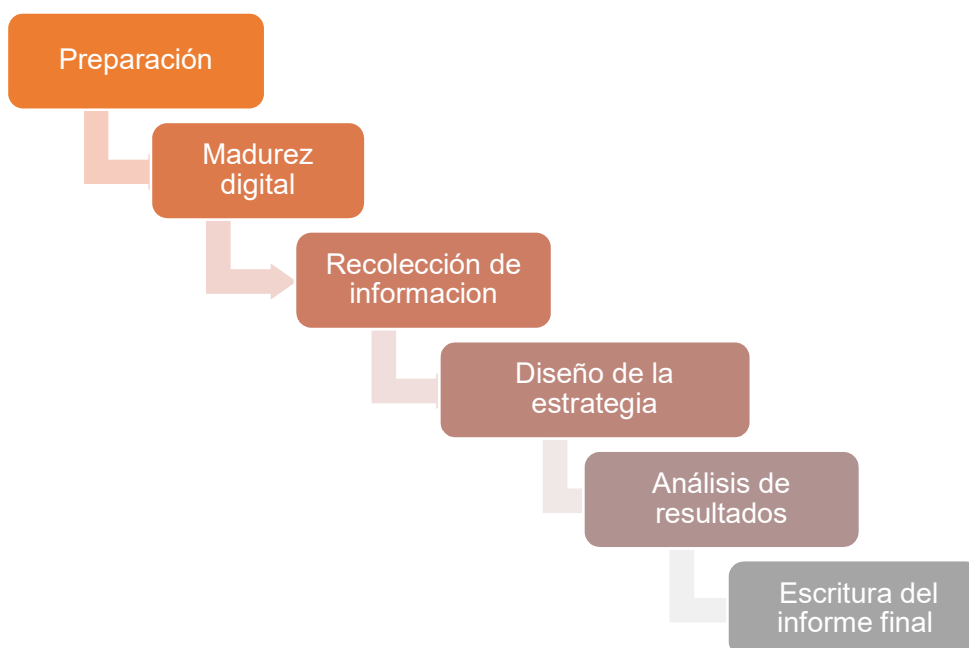 Preparación
Madurez
digital
Recolección de
informacion
Diseño de la
estrategia
Análisis de
resultados
Escritura del
informe final